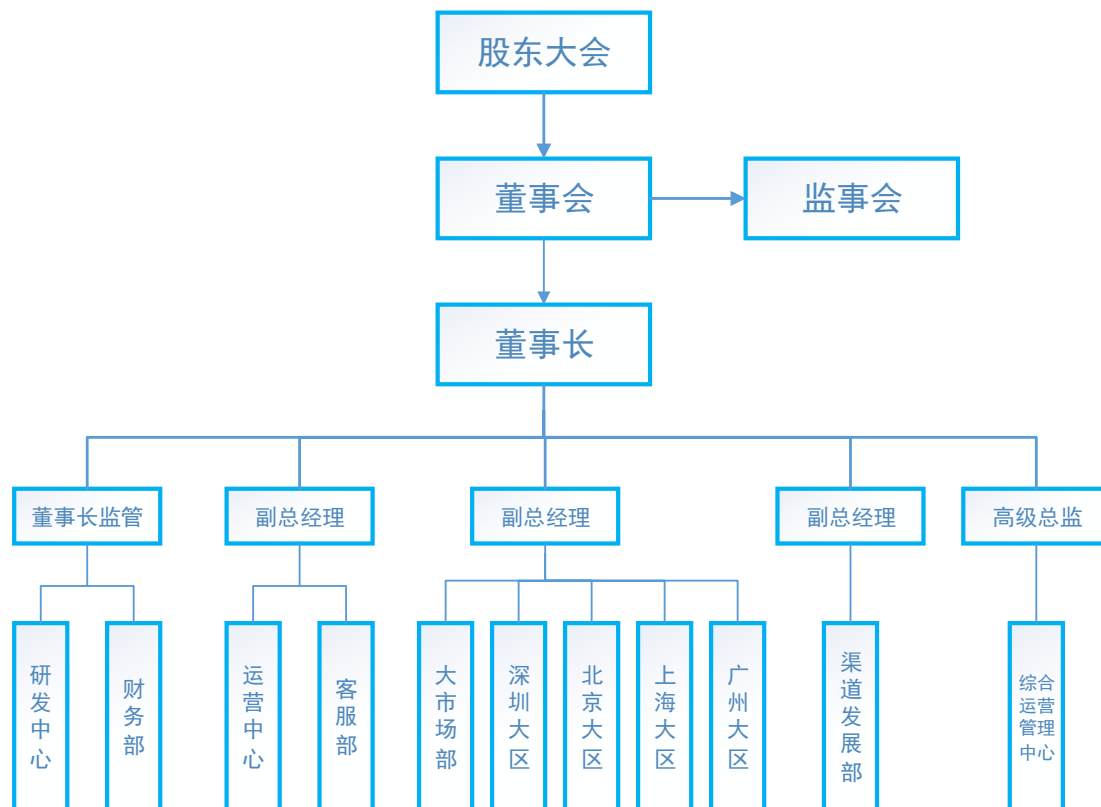 股东大会
董事会
监事会
董事长
董事长监管
副总经理
副总经理
副总经理
高级总监
研发中心
财务部
运营中心
客服部
大市场部
深圳大区
北京大区
上海大区
广州大区
渠道发展部
综合
运营
管理
中心